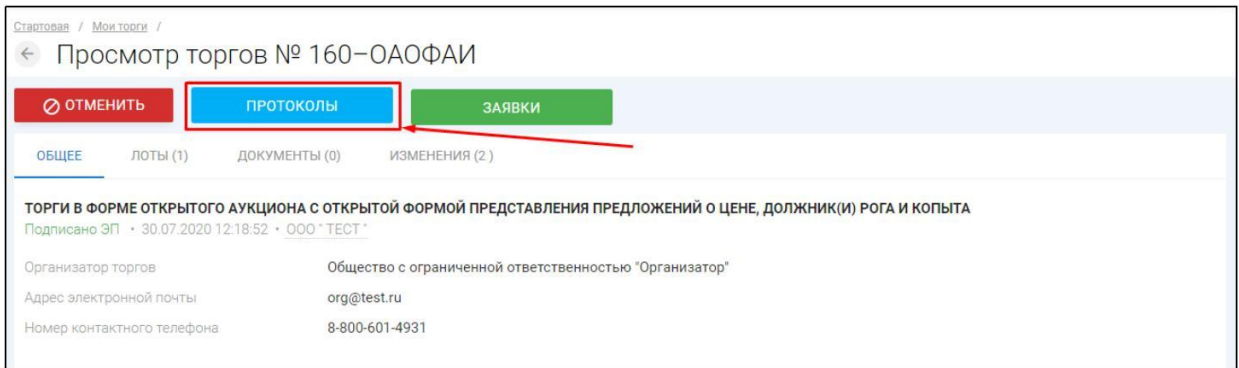 Стартовая / Мои торги /
Просмотр торгов № 160–ОАОФАИ
ОТМЕНИТЬ ПРОТОКОЛЫ ЗАЯВКИ
ОБЩЕЕ ЛОТЫ (1) ДОКУМЕНТЫ (0) ИЗМЕНЕНИЯ (2 )
ТОРГИ В ФОРМЕ ОТКРЫТОГО АУКЦИОНА С ОТКРЫТОЙ ФОРМОЙ ПРЕДСТАВЛЕНИЯ ПРЕДЛОЖЕНИЙ О ЦЕНЕ, ДОЛЖНИК(И) РОГА И КОПЫТА
Подписано ЭП • 30.07.2020 12:18:52 • ООО " ТЕСТ "
Организатор торгов Общество с ограниченной ответственностью "Организатор"
Адрес электронной почты org@test.ru
Номер контактного телефона 8-800-601-4931